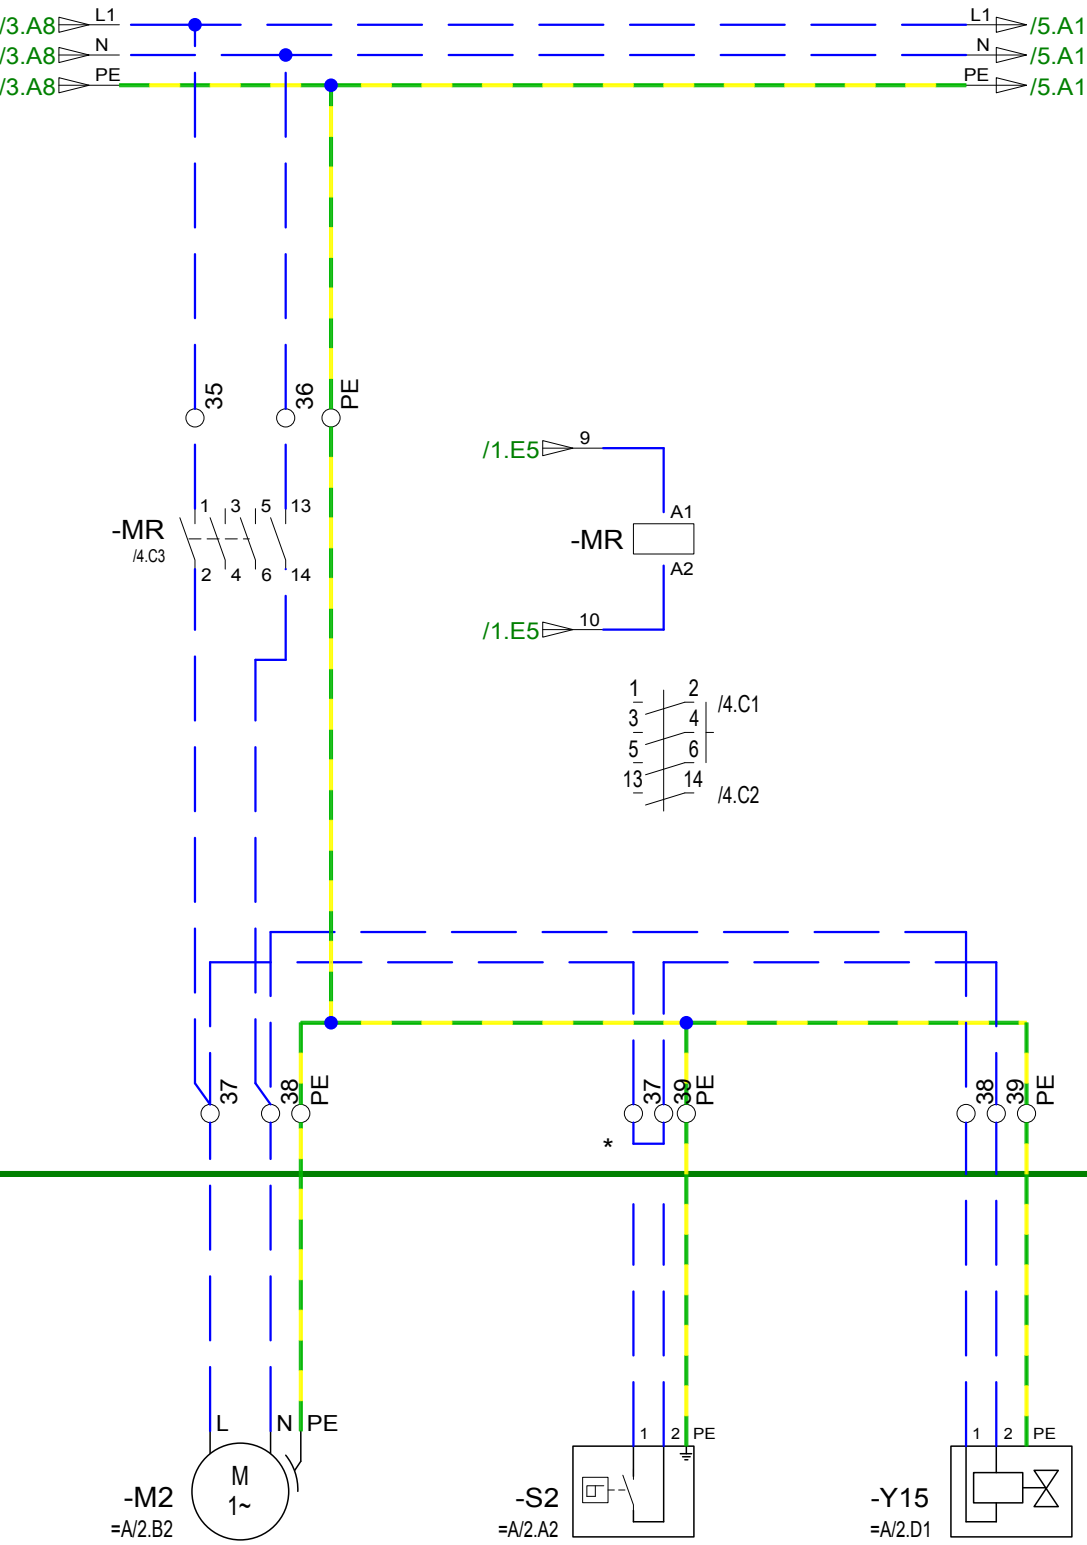 /3.A8 L1 L1 /5.A1
/3.A8 N N /5.A1
/3.A8 PE PE /5.A1
35 36 PE
/1.E5 9
-MR 1 3 5 13
/4.C3
2 4 6 14
A1
-MR
A2
/1.E5 10
1 2 /4.C1
3 4
5 6
13 14 /4.C2
37 38 PE 37 39 PE 38 39 PE
*
L N PE 1 2 PE 1 2 PE
M
1~
-M2 -S2 -Y15
=A/2.B2 =A/2.A2 =A/2.D1